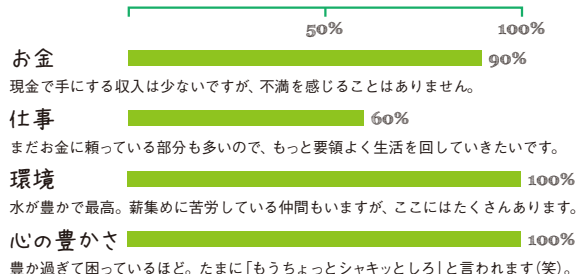 50% 100%
お金 90%
現金で手にする収入は少ないですが、不満を感じることはありません。
仕事 60%
まだお金に頼っている部分も多いので、もっと要領よく生活を回していきたいです。
環境 100%
水が豊かで最高。薪集めに苦労している仲間もいますが、ここにはたくさんあります。
心の豊かさ 100%
豊か過ぎて困っているほど。たまに「もうちょっとシャキッとしろ」と言われます(笑)。